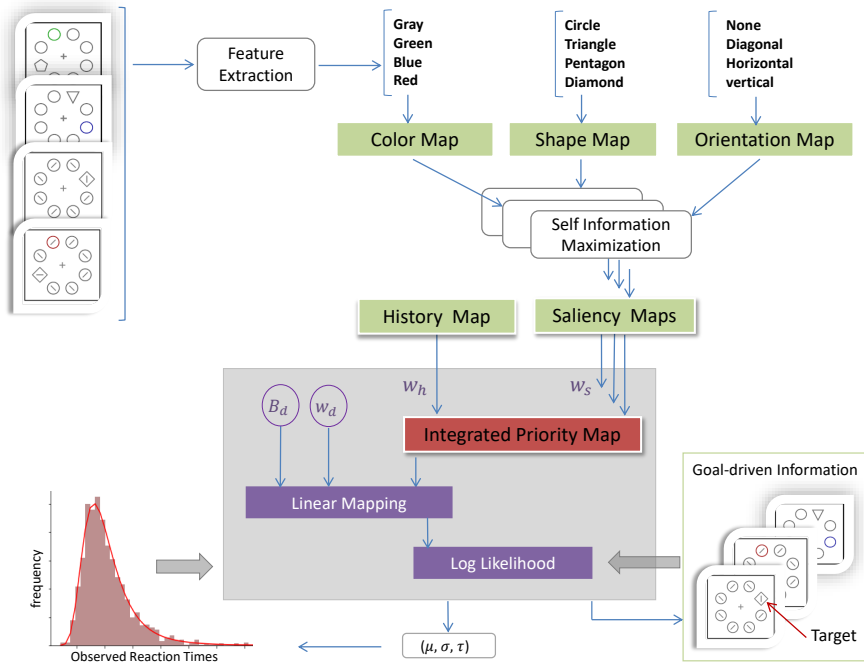 Feature
Extraction
Gray
Green
Blue
Red
Circle
Triangle
Pentagon
Diamond
None
Diagonal
Horizontal
vertical
Color Map
Shape Map
Orientation Map
Self Information
Maximization
History Map
Saliency Maps
w_h
w_s
B_d
w_d
Integrated Priority Map
Linear Mapping
Log Likelihood
Goal-driven Information
Target
frequency
Observed Reaction Times
(μ, σ, τ)